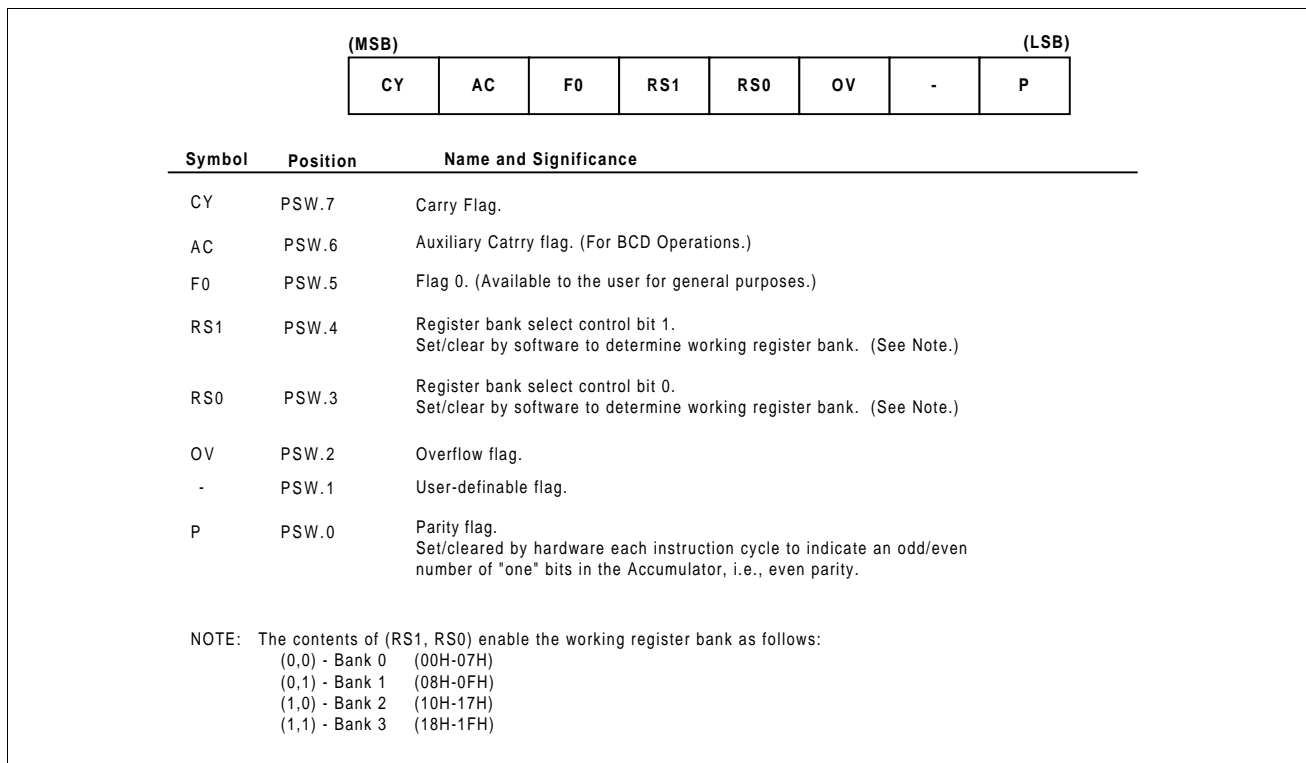 (MSB) (LSB)
CY AC F0 RS1 RS0 OV - P
Symbol Position Name and Significance
CY PSW.7 Carry Flag.
AC PSW.6 Auxiliary Catrry flag. (For BCD Operations.)
F0 PSW.5 Flag 0. (Available to the user for general purposes.)
RS1 PSW.4 Register bank select control bit 1.
Set/clear by software to determine working register bank. (See Note.)
RS0 PSW.3 Register bank select control bit 0.
Set/clear by software to determine working register bank. (See Note.)
OV PSW.2 Overflow flag.
- PSW.1 User-definable flag.
P PSW.0 Parity flag.
Set/cleared by hardware each instruction cycle to indicate an odd/even
number of "one" bits in the Accumulator, i.e., even parity.
NOTE: The contents of (RS1, RS0) enable the working register bank as follows:
(0,0) - Bank 0 (00H-07H)
(0,1) - Bank 1 (08H-0FH)
(1,0) - Bank 2 (10H-17H)
(1,1) - Bank 3 (18H-1FH)